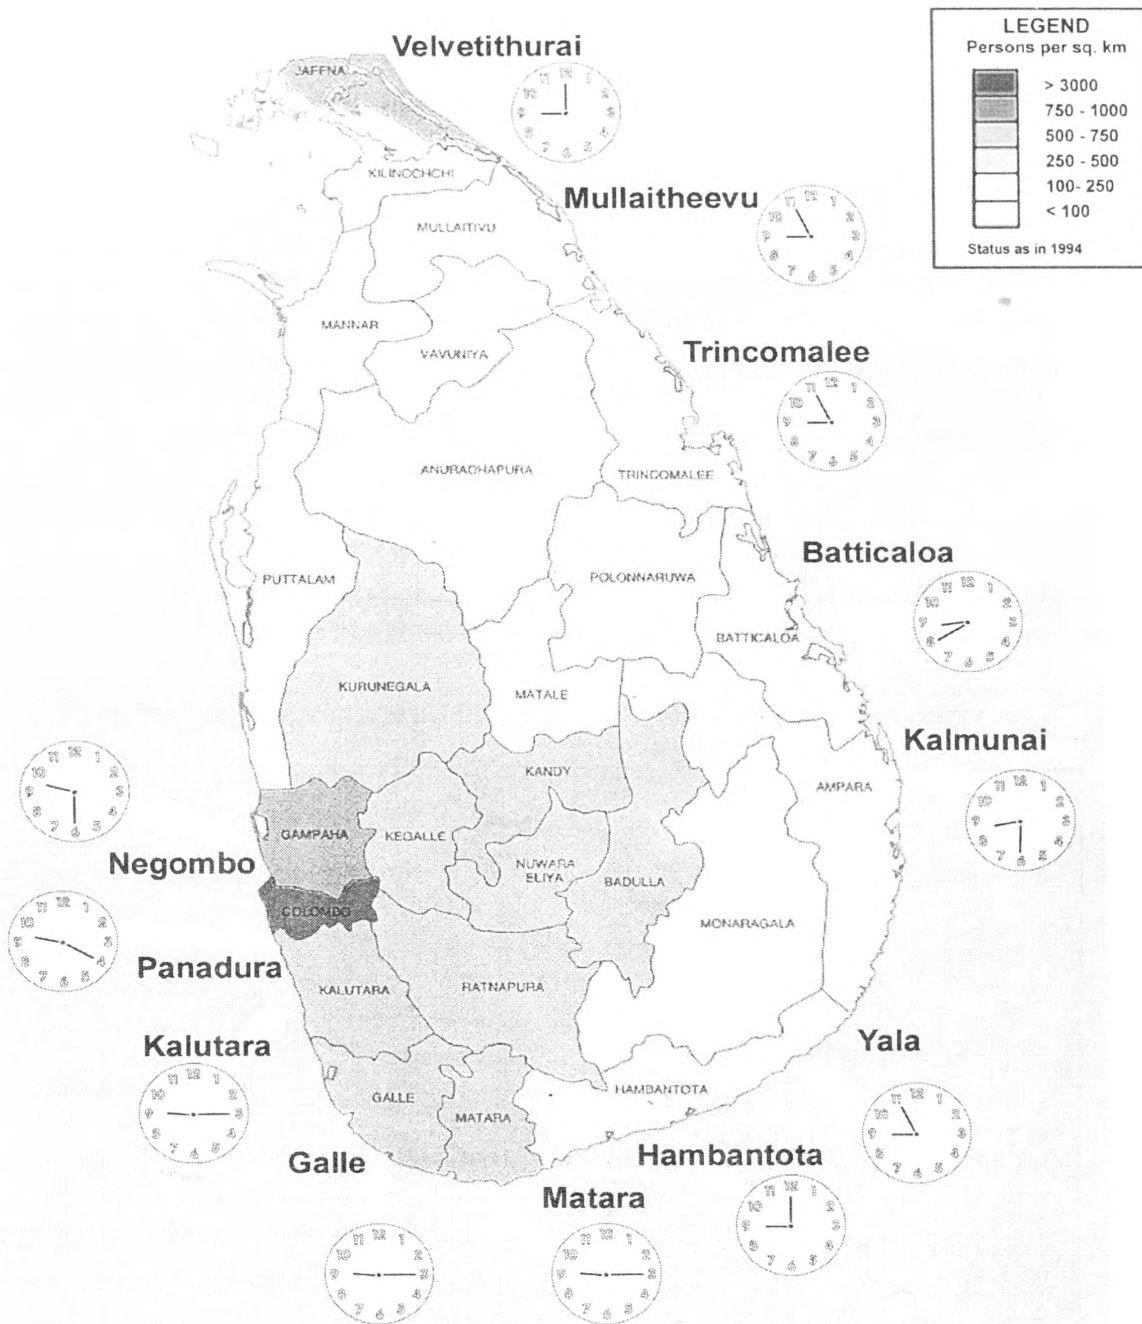 LEGEND
Persons per sq. km
> 3000
750 - 1000
500 - 750
250 - 500
100- 250
< 100
Status as in 1994
Velvetithurai
JAFFNA
KILINOCHCHI
Mullaitheevu
MULLAITIVU
MANNAR
VAVUNIYA
Trincomalee
ANURADHAPURA
TRINCOMALEE
Batticaloa
PUTTALAM
POLONNARUWA
BATTICALOA
KURUNEGALA
MATALE
Kalmunai
KANDY
AMPARA
GAMPAHA
KEGALLE
NUWARA
ELIYA
BADULLA
Negombo
COLOMBO
MONARAGALA
Panadura
KALUTARA
RATNAPURA
Kalutara
Yala
GALLE
MATARA
HAMBANTOTA
Galle
Hambantota
Matara